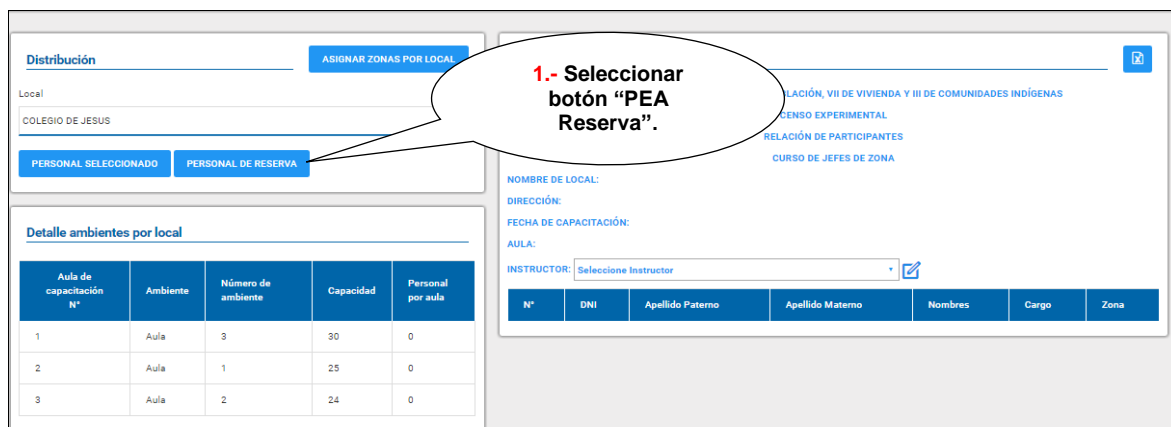 Distribución
ASIGNAR ZONAS POR LOCAL
Local
COLEGIO DE JESUS
PERSONAL SELECCIONADO
PERSONAL DE RESERVA
1.- Seleccionar
botón “PEA
Reserva”.
Detalle ambientes por local
Aula de capacitación N° Ambiente Número de ambiente Capacidad Personal por aula
1 Aula 3 30 0
2 Aula 1 25 0
3 Aula 2 24 0
VII DE VIVIENDA Y III DE COMUNIDADES INDÍGENAS
CENSO EXPERIMENTAL
RELACIÓN DE PARTICIPANTES
CURSO DE JEFES DE ZONA
NOMBRE DE LOCAL:
DIRECCIÓN:
FECHA DE CAPACITACIÓN:
AULA:
INSTRUCTOR: Seleccione Instructor
N° DNI Apellido Paterno Apellido Materno Nombres Cargo Zona